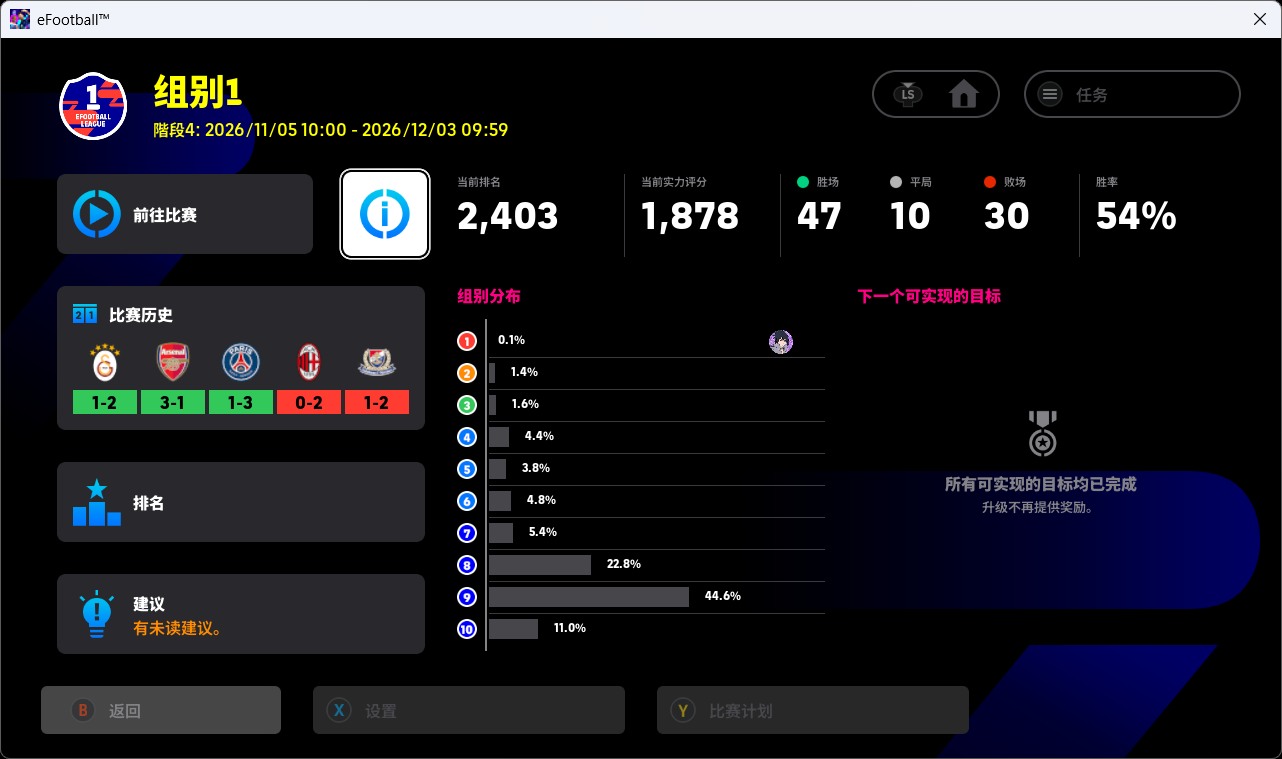 eFootball™
1
EFOOTBALL
LEAGUE
组别1
階段4: 2026/11/05 10:00 - 2026/12/03 09:59
LS
任务
前往比赛
当前排名
2,403
当前实力评分
1,878
胜场
47
平局
10
败场
30
胜率
54%
21
比赛历史
Arsenal
PARIS
1-2
3-1
1-3
0-2
1-2
排名
建议
有未读建议。
组别分布
1 0.1%
2 1.4%
3 1.6%
4 4.4%
5 3.8%
6 4.8%
7 5.4%
8 22.8%
9 44.6%
10 11.0%
下一个可实现的目标
所有可实现的目标均已完成
升级不再提供奖励。
B 返回
X 设置
Y 比赛计划